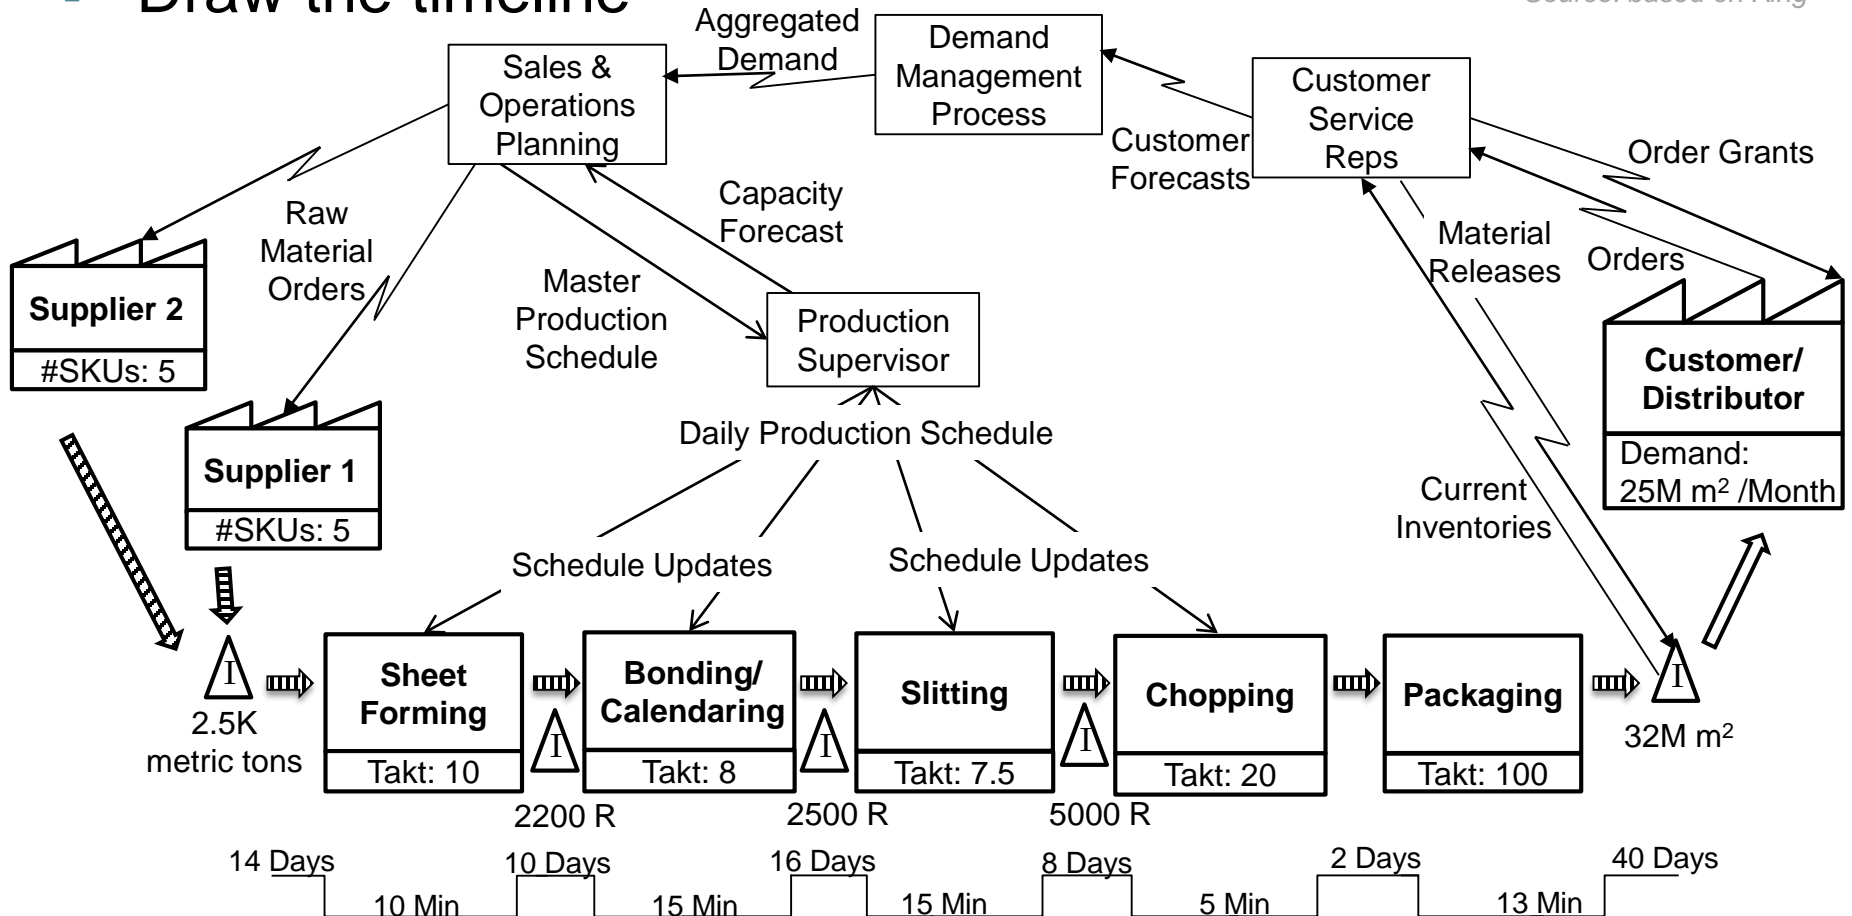 Draw the timeline
Source: based on King
Aggregated
Demand
Demand
Management
Process
Sales &
Operations
Planning
Customer
Service
Reps
Customer
Forecasts
Order Grants
Capacity
Forecast
Raw
Material
Orders
Material
Releases
Orders
Master
Production
Schedule
Supplier 2
#SKUs: 5
Production
Supervisor
Customer/
Distributor
Demand:
25M m² /Month
Daily Production Schedule
Supplier 1
#SKUs: 5
Current
Inventories
Schedule Updates
Schedule Updates
I
2.5K
metric tons
Sheet
Forming
Takt: 10
I
2200 R
Bonding/
Calendaring
Takt: 8
I
2500 R
Slitting
Takt: 7.5
I
5000 R
Chopping
Takt: 20
Packaging
Takt: 100
I
32M m²
14 Days
10 Days
16 Days
8 Days
2 Days
40 Days
10 Min
15 Min
15 Min
5 Min
13 Min